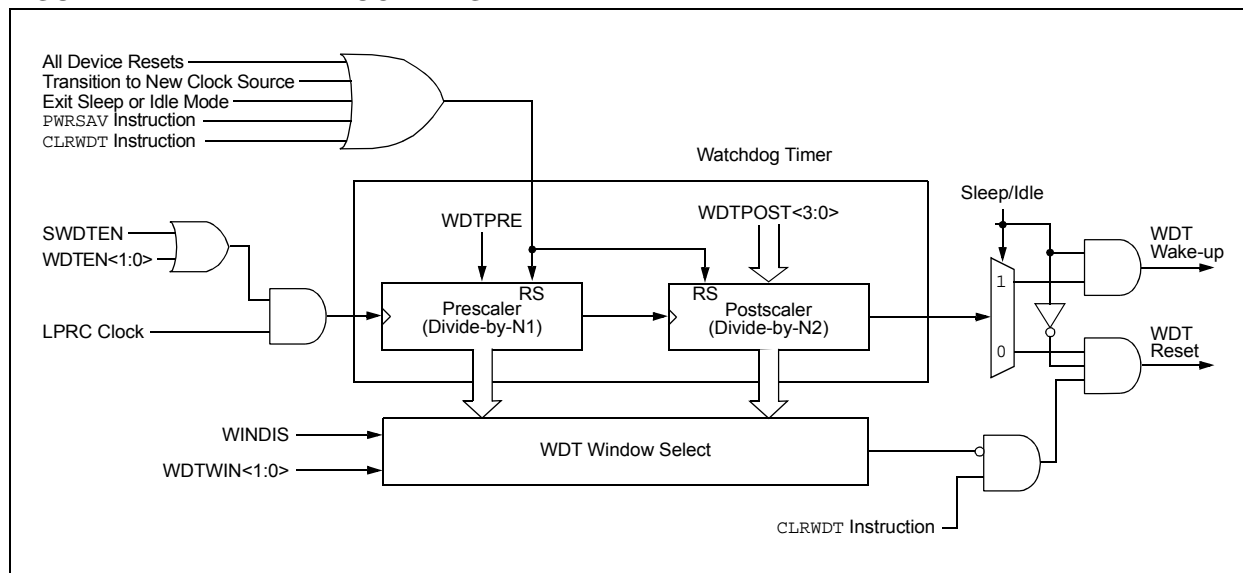 All Device Resets
Transition to New Clock Source
Exit Sleep or Idle Mode
PWRSAV Instruction
CLRWDT Instruction
Watchdog Timer
Sleep/Idle
WDTPRE
WDTPOST<3:0>
SWDTEN
WDTEN<1:0>
WDT
Wake-up
RS
RS
1
Prescaler
(Divide-by-N1)
Postscaler
(Divide-by-N2)
LPRC Clock
WDT
Reset
0
WINDIS
WDT Window Select
WDTWIN<1:0>
CLRWDT Instruction